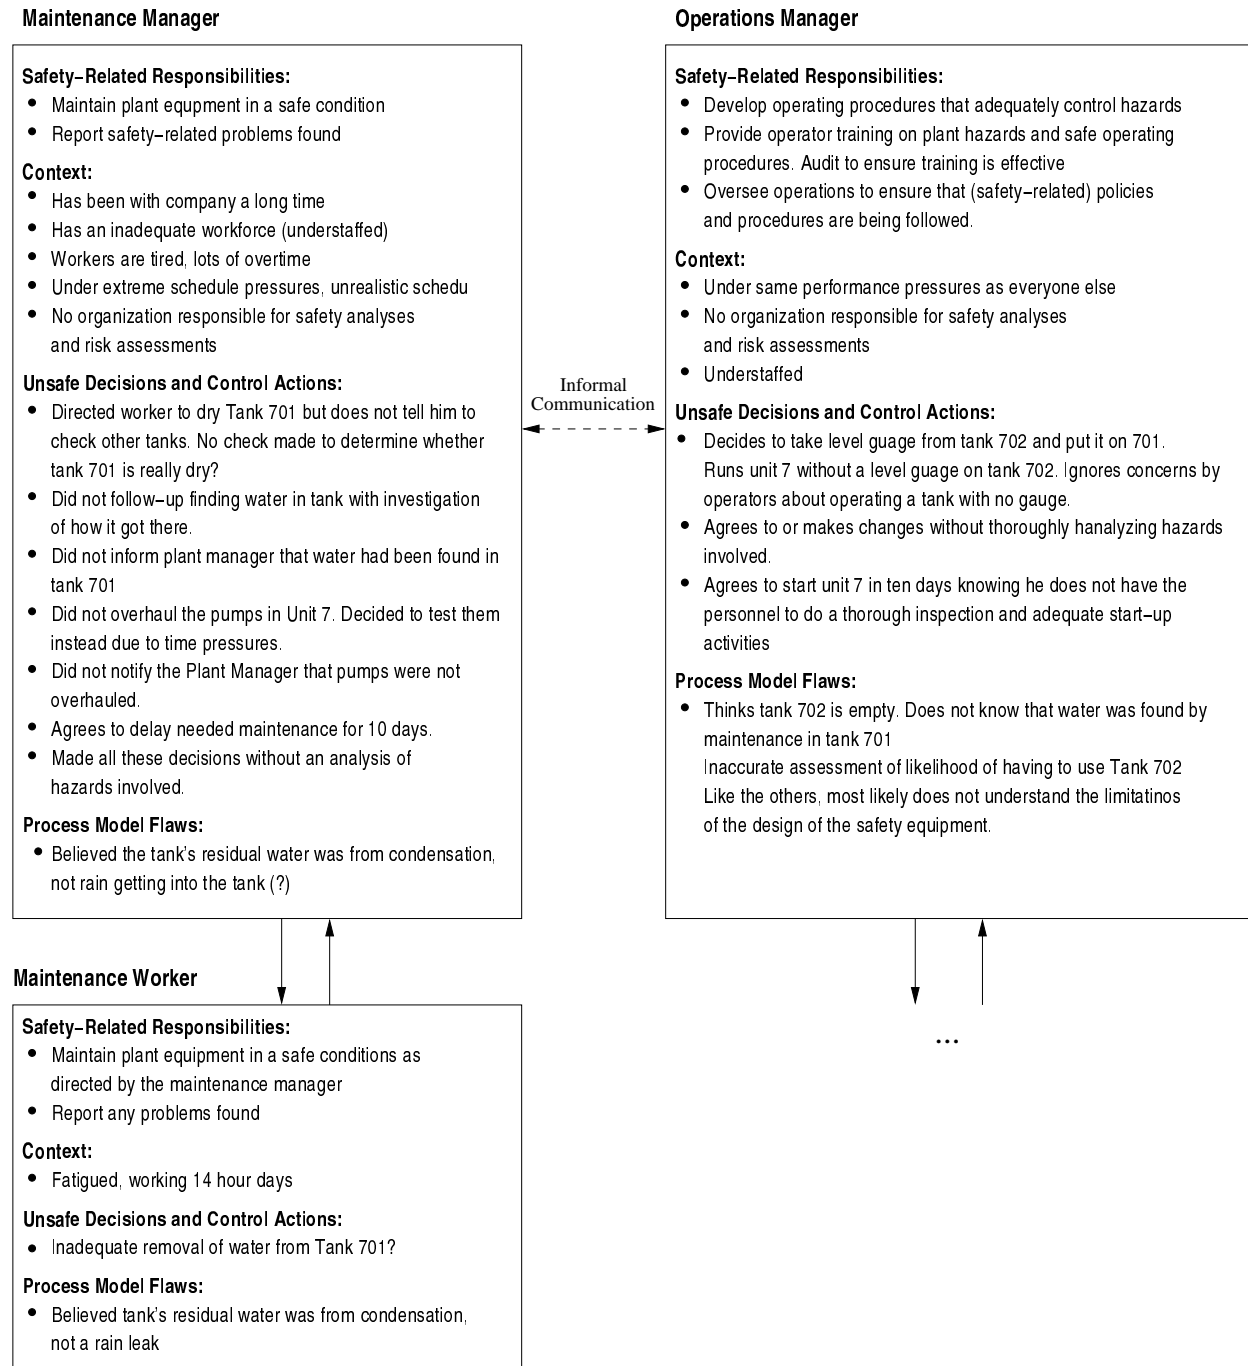 Maintenance Manager
Safety–Related Responsibilities:
• Maintain plant equpment in a safe condition
• Report safety–related problems found
Context:
• Has been with company a long time
• Has an inadequate workforce (understaffed)
• Workers are tired, lots of overtime
• Under extreme schedule pressures, unrealistic schedu
• No organization responsible for safety analyses
and risk assessments
Unsafe Decisions and Control Actions:
• Directed worker to dry Tank 701 but does not tell him to
check other tanks. No check made to determine whether
tank 701 is really dry?
• Did not follow–up finding water in tank with investigation
of how it got there.
• Did not inform plant manager that water had been found in
tank 701
• Did not overhaul the pumps in Unit 7. Decided to test them
instead due to time pressures.
• Did not notify the Plant Manager that pumps were not
overhauled.
• Agrees to delay needed maintenance for 10 days.
• Made all these decisions without an analysis of
hazards involved.
Process Model Flaws:
• Believed the tank's residual water was from condensation,
not rain getting into the tank (?)
Informal
Communication
Operations Manager
Safety–Related Responsibilities:
• Develop operating procedures that adequately control hazards
• Provide operator training on plant hazards and safe operating
procedures. Audit to ensure training is effective
• Oversee operations to ensure that (safety–related) policies
and procedures are being followed.
Context:
• Under same performance pressures as everyone else
• No organization responsible for safety analyses
and risk assessments
• Understaffed
Unsafe Decisions and Control Actions:
• Decides to take level guage from tank 702 and put it on 701.
Runs unit 7 without a level guage on tank 702. Ignores concerns by
operators about operating a tank with no gauge.
• Agrees to or makes changes without thoroughly hanalyzing hazards
involved.
• Agrees to start unit 7 in ten days knowing he does not have the
personnel to do a thorough inspection and adequate start–up
activities
Process Model Flaws:
• Thinks tank 702 is empty. Does not know that water was found by
maintenance in tank 701
Inaccurate assessment of likelihood of having to use Tank 702
Like the others, most likely does not understand the limitatinos
of the design of the safety equipment.
...
Maintenance Worker
Safety–Related Responsibilities:
• Maintain plant equipment in a safe conditions as
directed by the maintenance manager
• Report any problems found
Context:
• Fatigued, working 14 hour days
Unsafe Decisions and Control Actions:
• Inadequate removal of water from Tank 701?
Process Model Flaws:
• Believed tank's residual water was from condensation,
not a rain leak